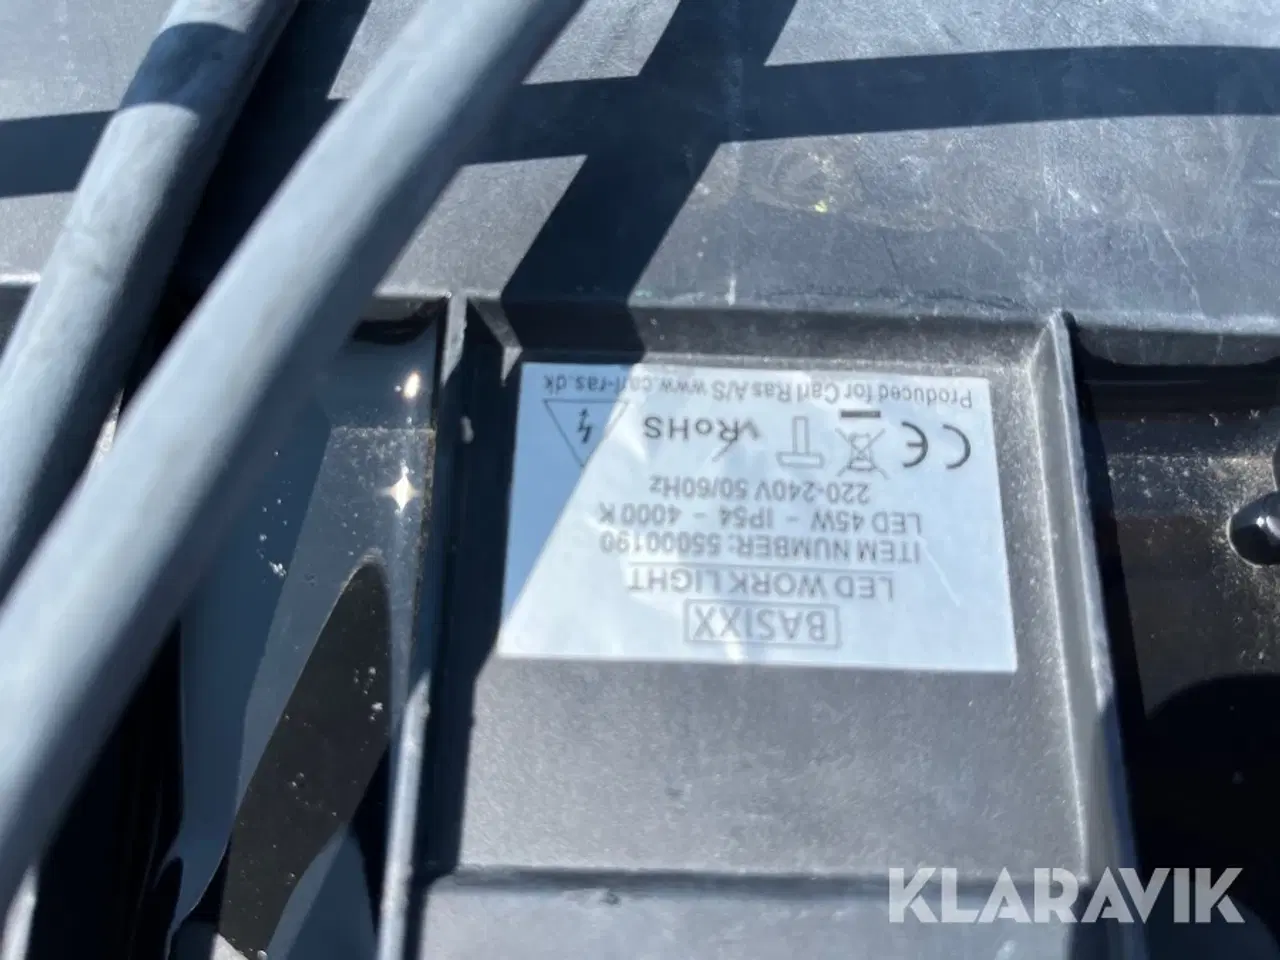 BASIXX
LED WORK LIGHT
ITEM NUMBER: 55000190
LED 45W - IP54 - 4000K
220-240V 50/60Hz
CE RoHS
Produced for Carl Ras A/S www.carl-ras.dk
KLARAVIK